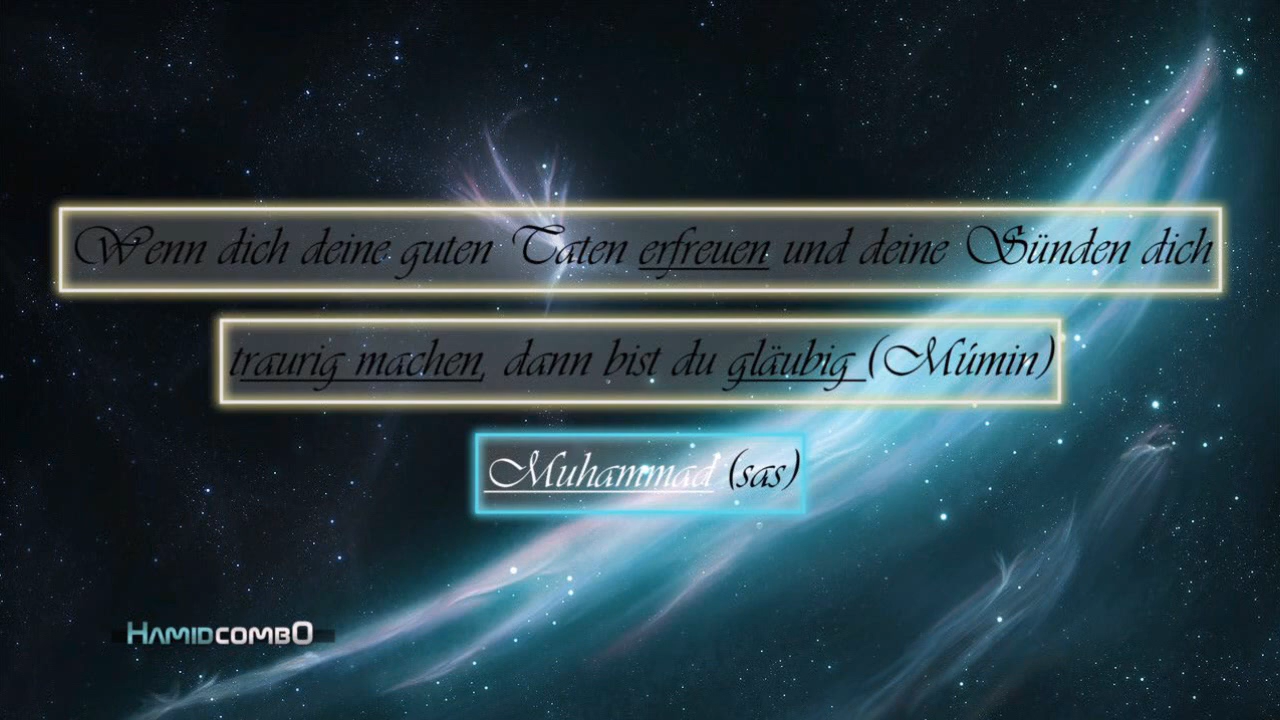 Wenn dich deine guten Taten erfreuen und deine Sünden dich
traurig machen, dann bist du gläubig (Múmin)
Muhammad (sas)
HAMIDCOMBO